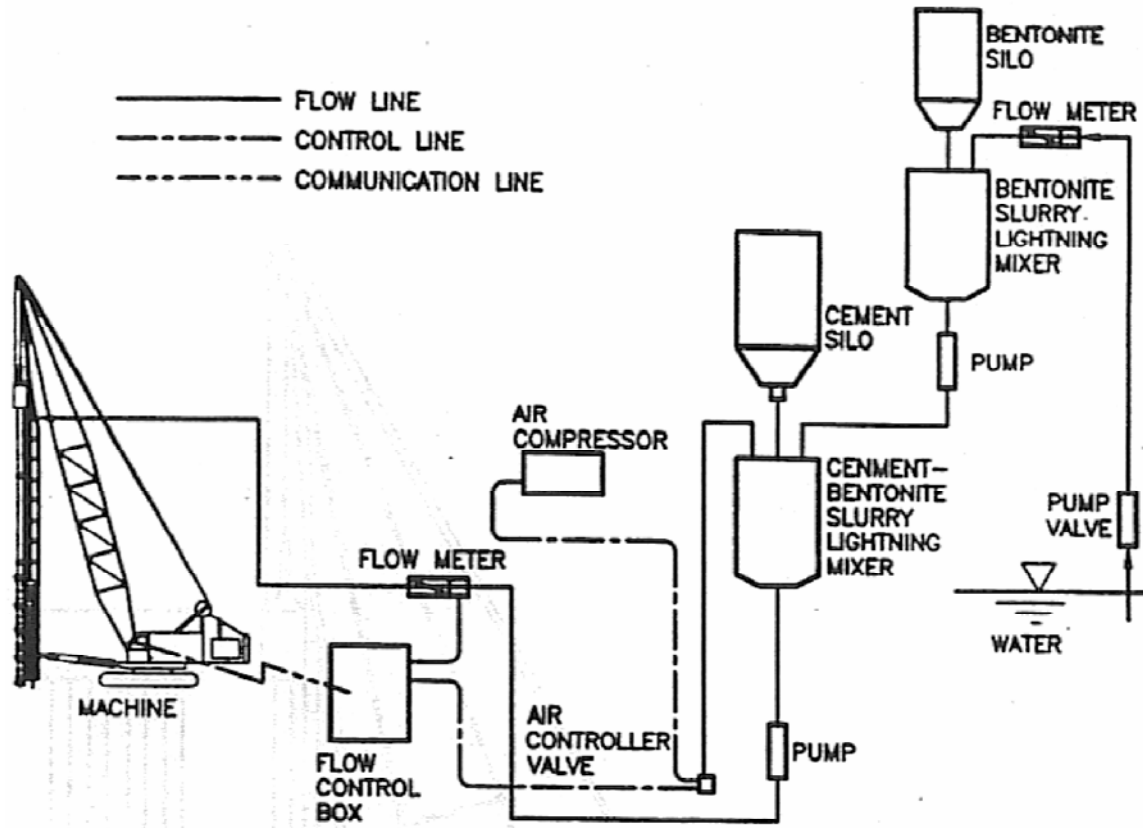 BENTONITE
SILO
FLOW LINE
FLOW METER
CONTROL LINE
COMMUNICATION LINE
BENTONITE
SLURRY-
LIGHTNING
MIXER
CEMENT
SILO
PUMP
AIR
COMPRESSOR
CENMENT-
BENTONITE
SLURRY
LIGHTNING
MIXER
PUMP
VALVE
FLOW METER
WATER
MACHINE
AIR
CONTROLLER
VALVE
PUMP
FLOW
CONTROL
BOX